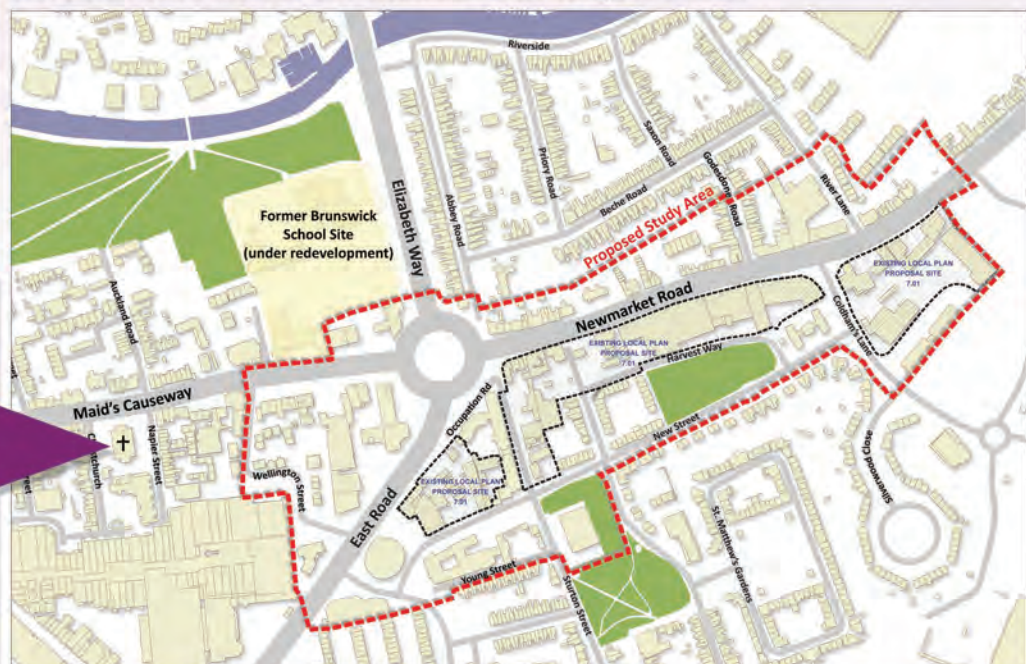 Riverside
Elizabeth Way
Abbey Road
Priory Road
Saxon Road
Beche Road
Godesdone Road
River Lane
Former Brunswick
School Site
(under redevelopment)
Proposed Study Area
Auckland Road
Newmarket Road
EXISTING LOCAL PLAN
PROPOSAL SITE
7.01
Coldham's Lane
EXISTING LOCAL PLAN
PROPOSAL SITE
7.01
Harvest Way
Maid's Causeway
Occupation Rd
New Street
Napier Street
Wellington Street
East Road
EXISTING LOCAL PLAN
PROPOSAL SITE
7.01
Silverwood Close
St. Matthew's Gardens
Young Street
Sturton Street
Street